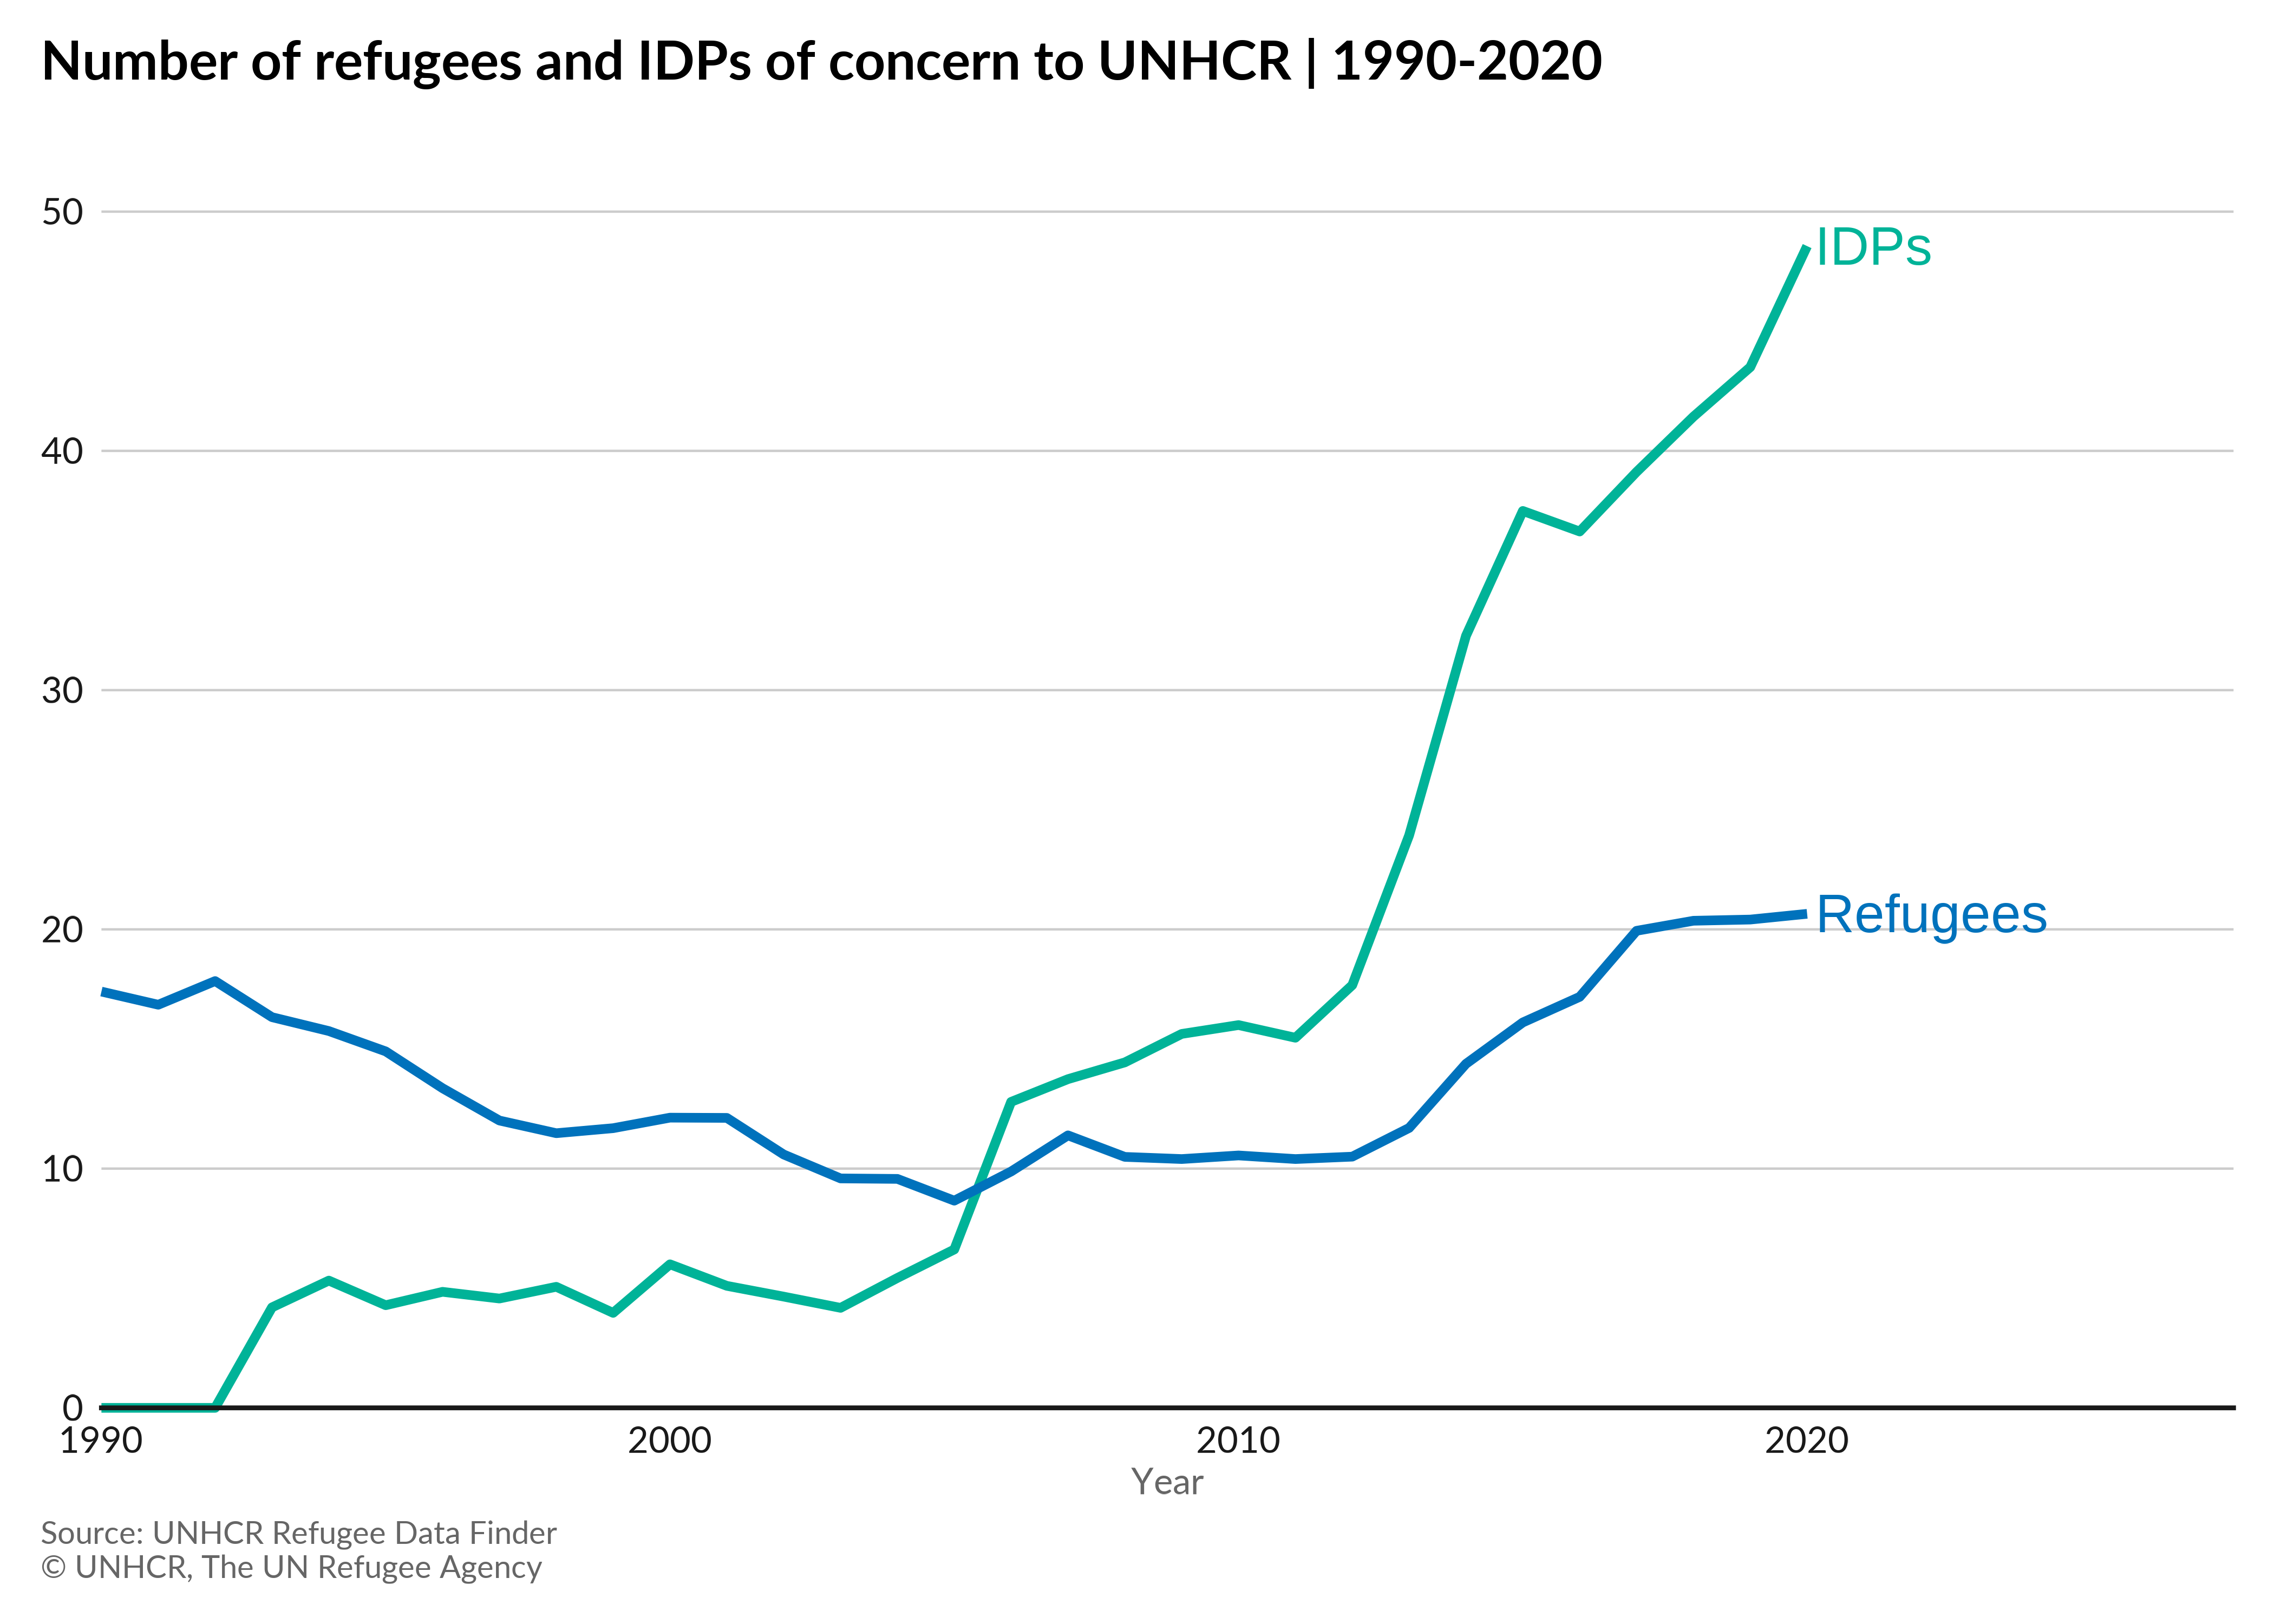 Number of refugees and IDPs of concern to UNHCR | 1990-2020
50
IDPs
40
30
20
Refugees
10
0
1990 2000 2010 2020
Year
Source: UNHCR Refugee Data Finder
© UNHCR, The UN Refugee Agency